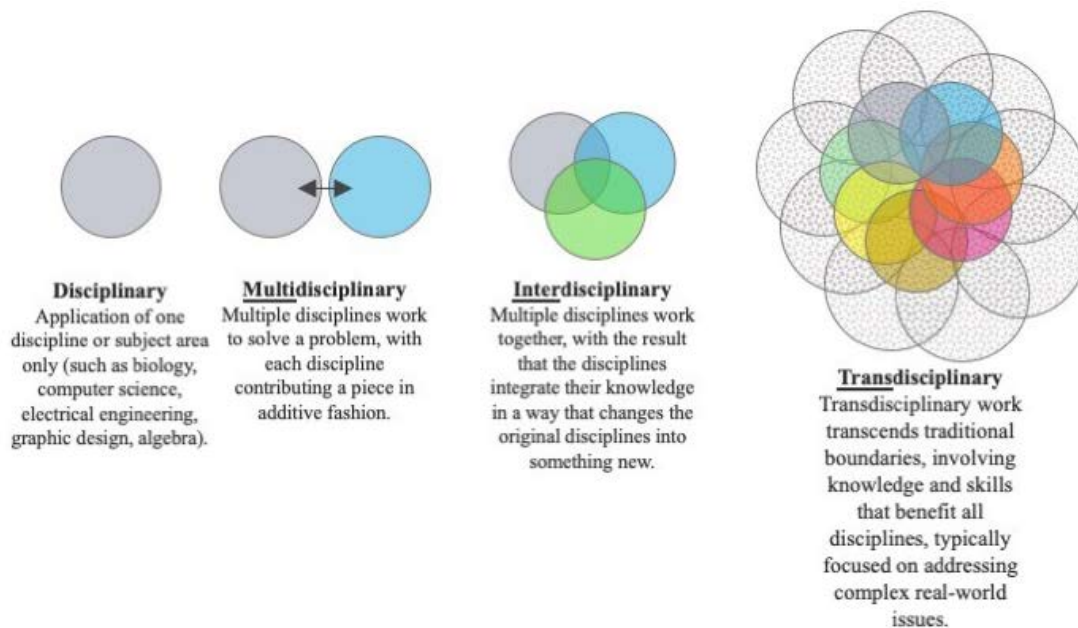 Disciplinary
Application of one
discipline or subject area
only (such as biology,
computer science,
electrical engineering,
graphic design, algebra).
Multidisciplinary
Multiple disciplines work
to solve a problem, with
each discipline
contributing a piece in
additive fashion.
Interdisciplinary
Multiple disciplines work
together, with the result
that the disciplines
integrate their knowledge
in a way that changes the
original disciplines into
something new.
Transdisciplinary
Transdisciplinary work
transcends traditional
boundaries, involving
knowledge and skills
that benefit all
disciplines, typically
focused on addressing
complex real-world
issues.